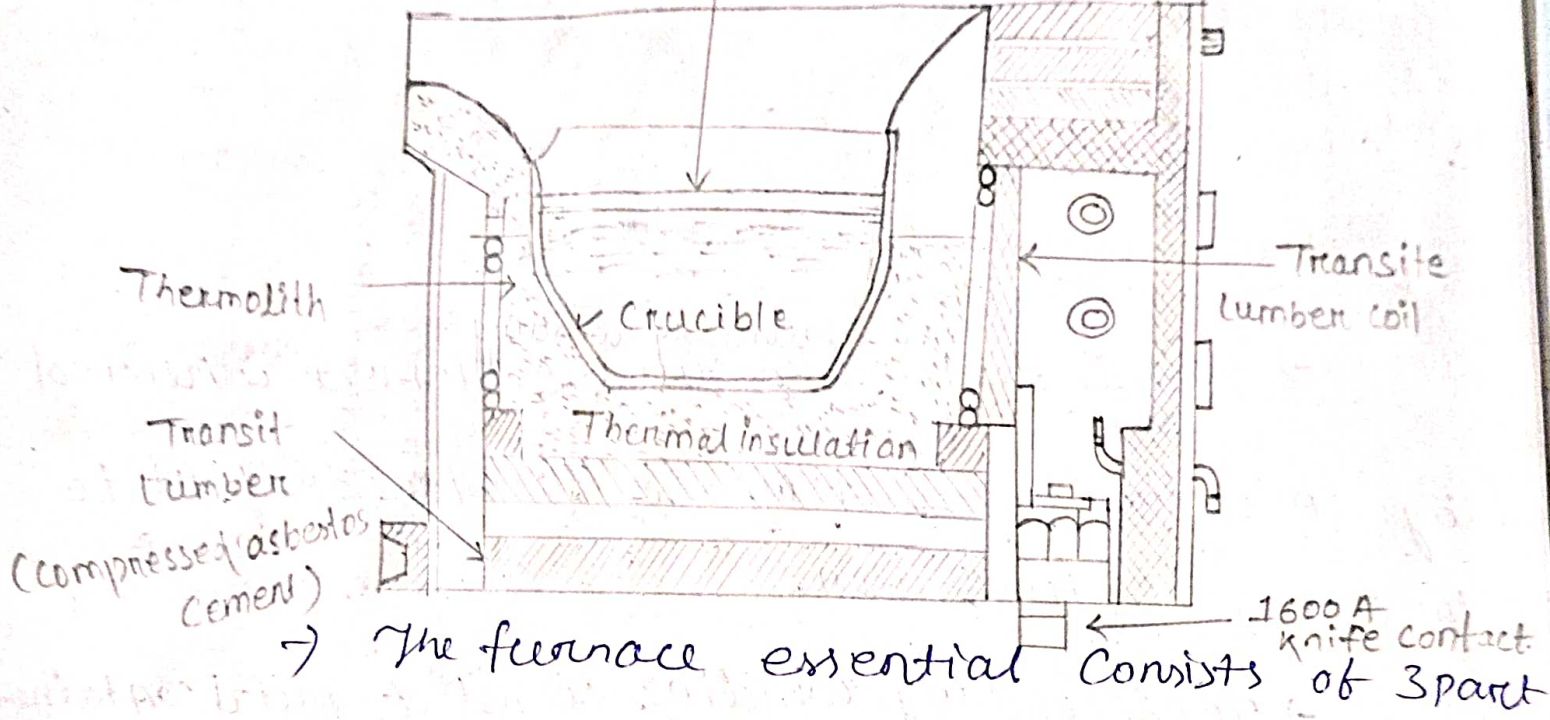 Thermolith
Crucible
Transite
lumber coil
Transit
lumber
(compressed asbestos
cement)
Thermal insulation
1600 A
knife contact.
→ The furnace essential consists of 3 part